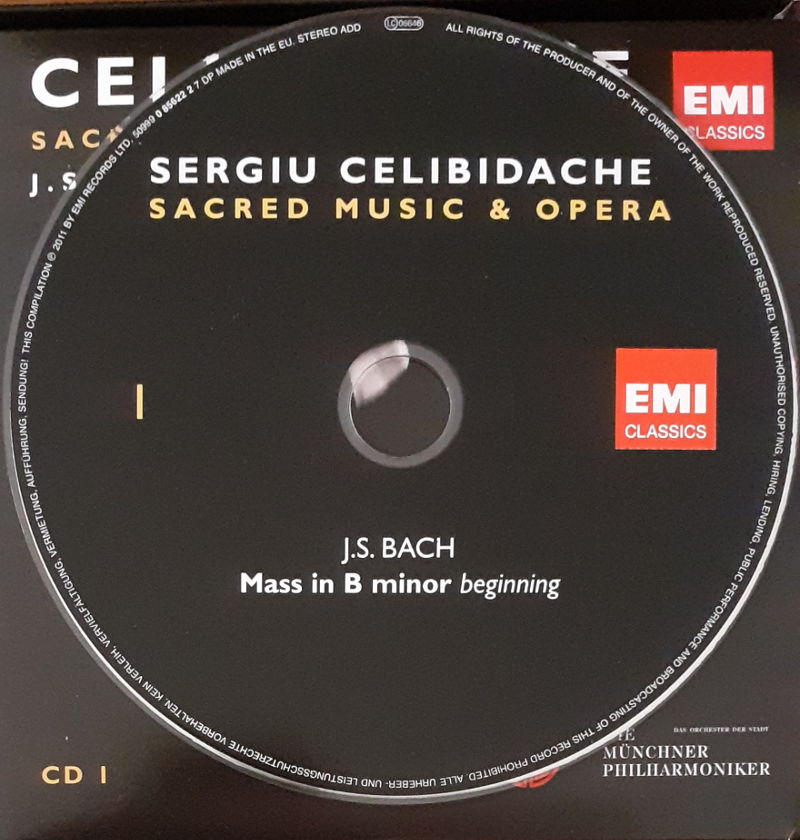 CEL
SAC
J.S
EMI
CLASSICS
THIS COMPILATION ℗ 2011 BY EMI RECORDS LTD. 50999 0 85622 2 7 DP MADE IN THE EU. STEREO ADD
LC 06646
ALL RIGHTS OF THE PRODUCER AND OF THE OWNER OF THE WORK REPRODUCED RESERVED. UNAUTHORISED COPYING, HIRING, LENDING, PUBLIC PERFORMANCE AND BROADCASTING OF THIS RECORD PROHIBITED. ALLE URHEBER- UND LEISTUNGSSCHUTZRECHTE VORBEHALTEN. KEIN VERLEIH, VERVIELFÄLTIGUNG, VERMIETUNG, AUFFÜHRUNG, SENDUNG!
SERGIU CELIBIDACHE
SACRED MUSIC & OPERA
1
EMI
CLASSICS
J.S. BACH
Mass in B minor beginning
CD 1
DAS ORCHESTER DER STADT
MÜNCHNER
PHILHARMONIKER